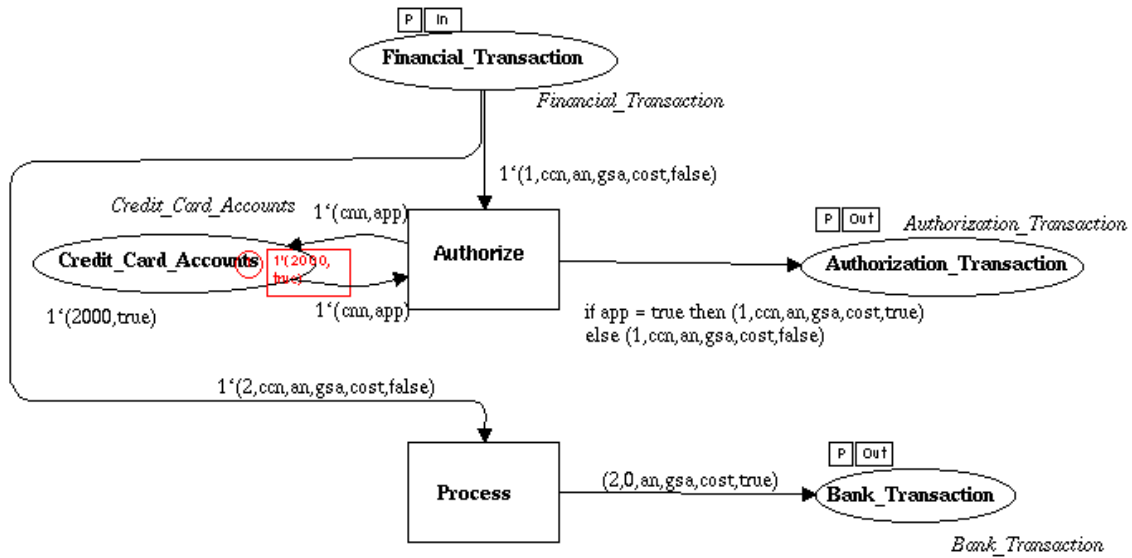 P In
Financial_Transaction
Financial_Transaction
1‘(1,ccn,an,gsa,cost,false)
Credit_Card_Accounts
1‘(cnn,app)
P Out
Authorization_Transaction
Authorize
Credit_Card_Accounts
1‘(2000,
true)
Authorization_Transaction
1‘(2000,true)
1‘(cnn,app)
if app = true then (1,ccn,an,gsa,cost,true)
else (1,ccn,an,gsa,cost,false)
1‘(2,ccn,an,gsa,cost,false)
P Out
Process
(2,0,an,gsa,cost,true)
Bank_Transaction
Bank_Transaction